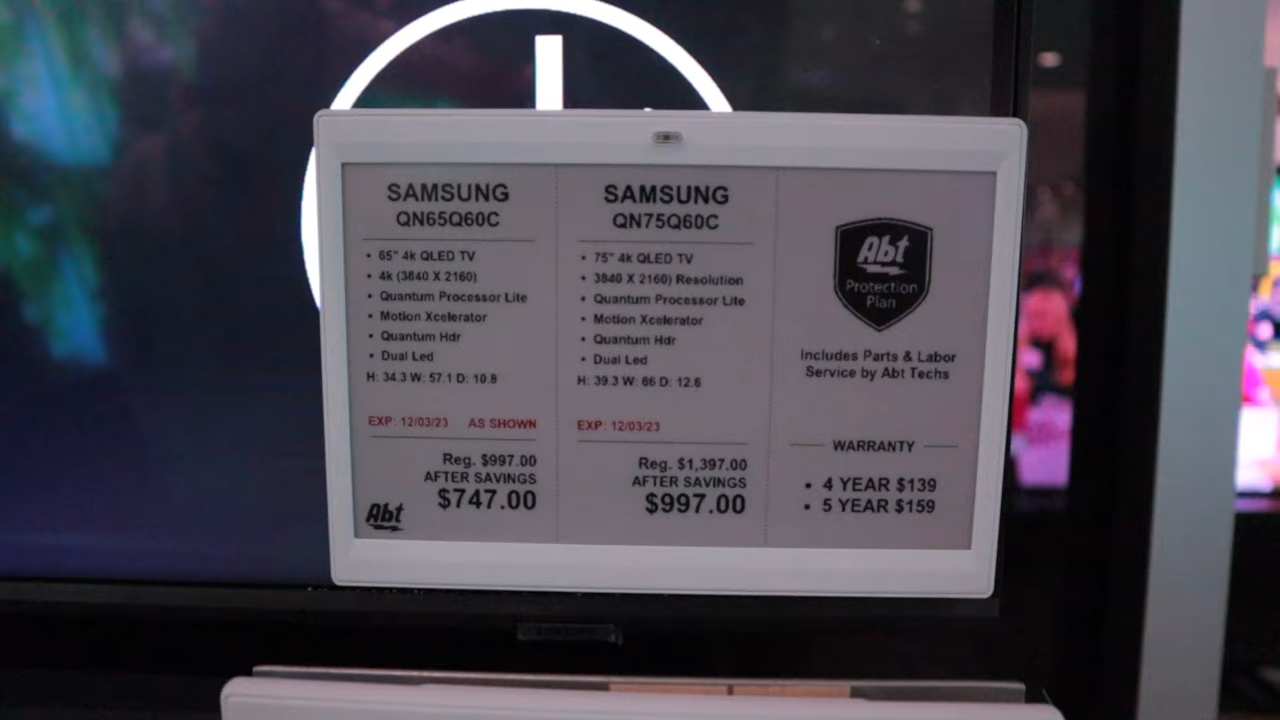 SAMSUNG
QN65Q60C
• 65" 4k QLED TV
• 4k (3840 X 2160)
• Quantum Processor Lite
• Motion Xcelerator
• Quantum Hdr
• Dual Led
H: 34.3 W: 57.1 D: 10.8
EXP: 12/03/23 AS SHOWN
Reg. $997.00
AFTER SAVINGS
$747.00
Abt
SAMSUNG
QN75Q60C
• 75" 4k QLED TV
• 3840 X 2160) Resolution
• Quantum Processor Lite
• Motion Xcelerator
• Quantum Hdr
• Dual Led
H: 39.3 W: 66 D: 12.6
EXP: 12/03/23
Reg. $1,397.00
AFTER SAVINGS
$997.00
Abt
Protection
Plan
Includes Parts & Labor
Service by Abt Techs
WARRANTY
• 4 YEAR $139
• 5 YEAR $159
SAMSUNG